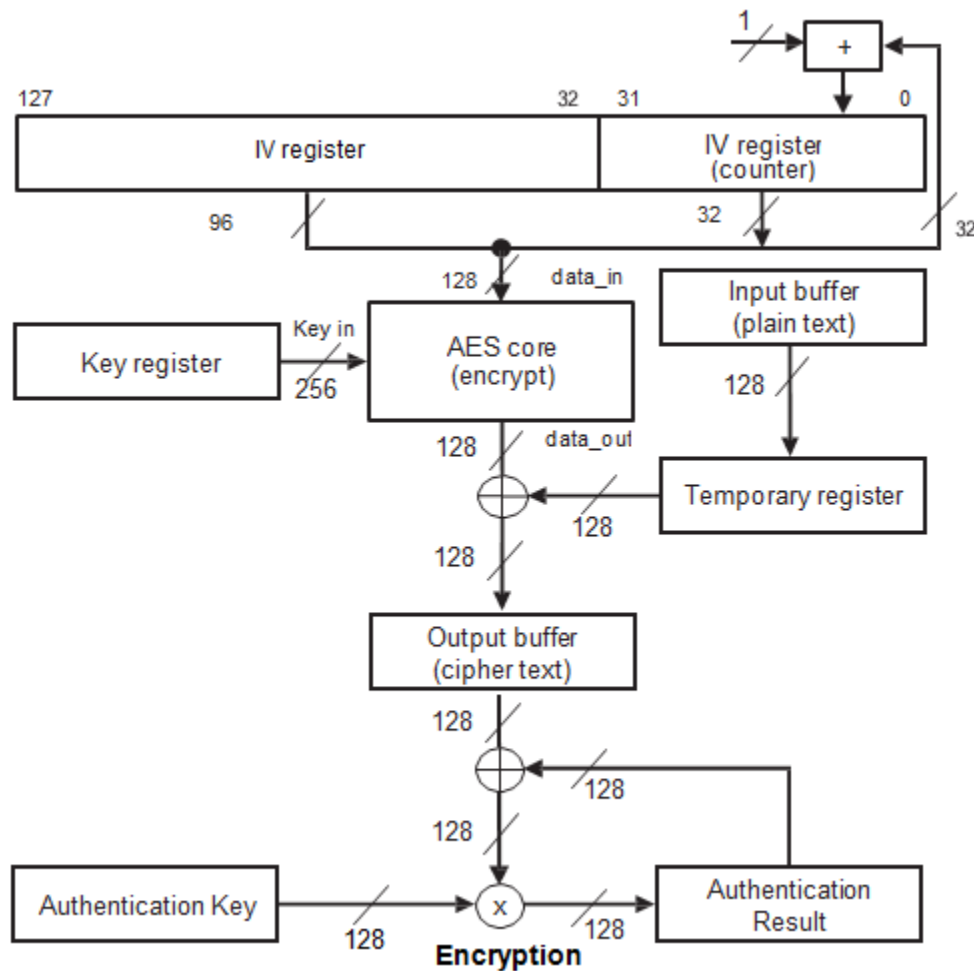 1
+
127
32
31
0
IV register
IV register
(counter)
96
32
32
128
data_in
Input buffer
(plain text)
Key register
Key in
256
AES core
(encrypt)
128
128
data_out
Temporary register
128
128
Output buffer
(cipher text)
128
128
128
Authentication Key
128
x
128
Authentication
Result
Encryption